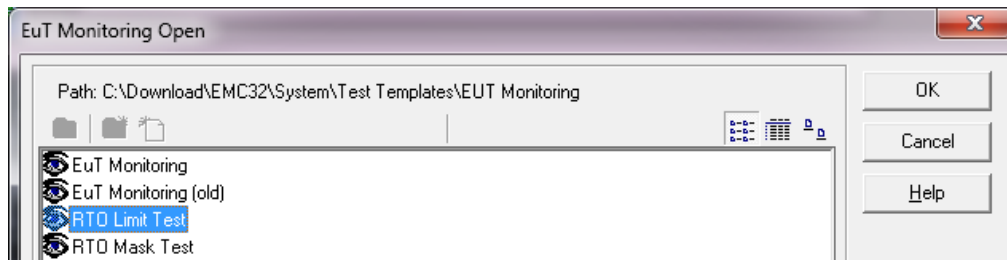 EuT Monitoring Open
Path: C:\Download\EMC32\System\Test Templates\EUT Monitoring
OK
Cancel
Help
EuT Monitoring
EuT Monitoring (old)
RTO Limit Test
RTO Mask Test